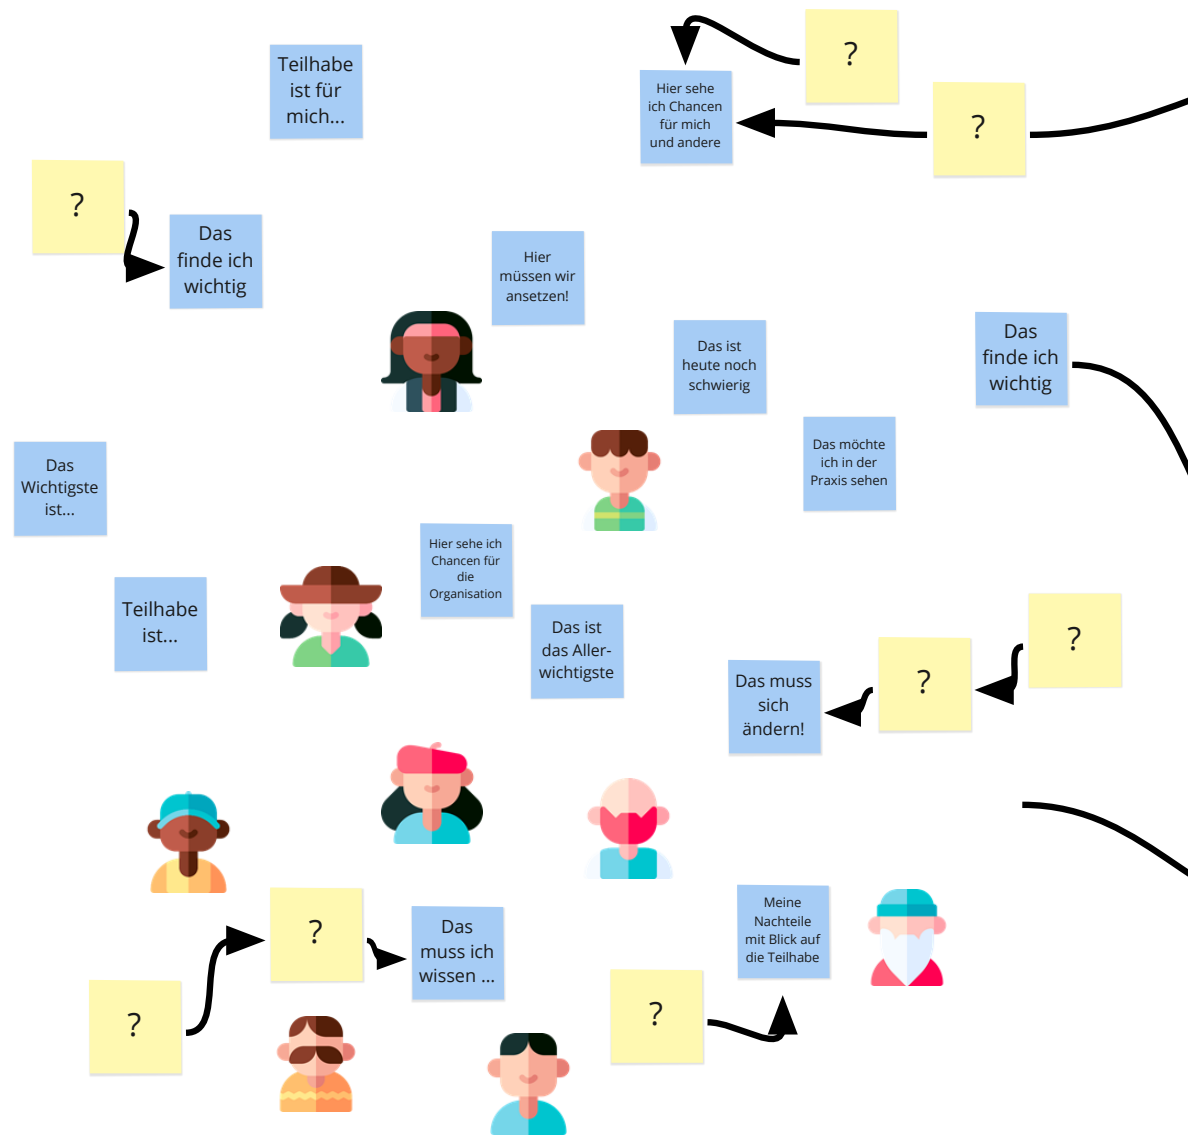 Teilhabe
ist für
mich...
?
?
Hier sehe
ich Chancen
für mich
und andere
?
Das
finde ich
wichtig
Hier
müssen wir
ansetzen!
Das ist
heute noch
schwierig
Das
finde ich
wichtig
Das möchte
ich in der
Praxis sehen
Das
Wichtigste
ist...
Hier sehe ich
Chancen für
die
Organisation
Teilhabe
ist...
Das ist
das Aller-
wichtigste
?
?
Das muss
sich
ändern!
?
Das
muss ich
wissen ...
Meine
Nachteile
mit Blick auf
die Teilhabe
?
?